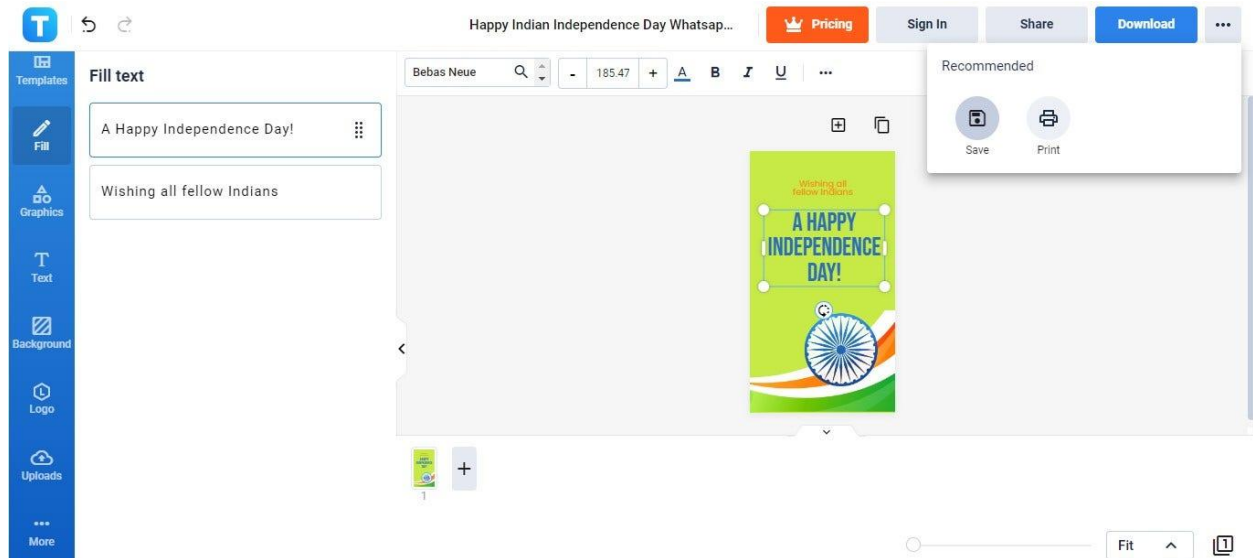 T
Happy Indian Independence Day Whatsap...
Pricing
Sign In
Share
Download
Templates
Fill
Graphics
Text
Background
Logo
Uploads
More
Fill text
A Happy Independence Day!
Wishing all fellow Indians
Bebas Neue
- 185.47 + A B I U
Recommended
Save
Print
Wishing all
fellow Indians
A HAPPY
INDEPENDENCE
DAY!
1
Fit
1